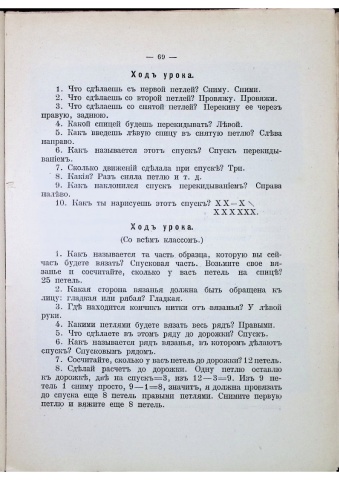 — 69 —
Ходъ урока.
1. Что сдѣлаешь съ первой петлей? Сниму. Сними.
2. Что сдѣлаешь со второй петлей? Провяжу. Провяжи.
3. Что сдѣлаешь со снятой петлей? Перекину ее черезъ
правую, заднюю.
4. Какой спицей будешь перекидывать? Лѣвой.
5. Какъ введешь лѣвую спицу въ снятую петлю? Слѣва
направо.
6. Какъ называется этотъ спускъ? Спускъ перекиды-
ваніемъ.
7. Сколько движеній сдѣлала при спускѣ? Три.
8. Какія? Разъ сняла петлю и т. д.
9. Какъ наклонился спускъ перекидываніемъ? Справа
налѣво.
10. Какъ ты нарисуешь этотъ спускъ? XX—X\
XXXXXX.
Ходъ урока.
(Со всѣмъ классомъ.)
1. Какъ называется та часть образца, которую вы сей-
часъ будете вязать? Спусковая часть. Возьмите свое вя-
занье и сосчитайте, сколько у васъ петель на спицѣ?
25 петель.
2. Какая сторона вязанья должна быть обращена къ
лицу: гладкая или рябая? Гладкая.
3. Гдѣ находится кончикъ нитки отъ вязанья? У лѣвой
руки.
4. Какими петлями будете вязать весь рядъ? Правыми.
5. Что сдѣлаете въ этомъ ряду до дорожки? Спускъ.
6. Какъ называется рядъ вязанья, въ которомъ дѣлаютъ
спускъ? Спусковымъ рядомъ.
7. Сосчитайте, сколько у васъ петель до дорожки? 12 петель.
8. Сдѣлай расчетъ до дорожки. Одну петлю оставлю
къ дорожкѣ, двѣ на спускъ=3, изъ 12—3=9. Изъ 9 пе-
тель 1 сниму просто, 9—1=8, значитъ, я должна провязать
до спуска еще 8 петель правыми петлями. Снимите первую
петлю и вяжите еще 8 петель.